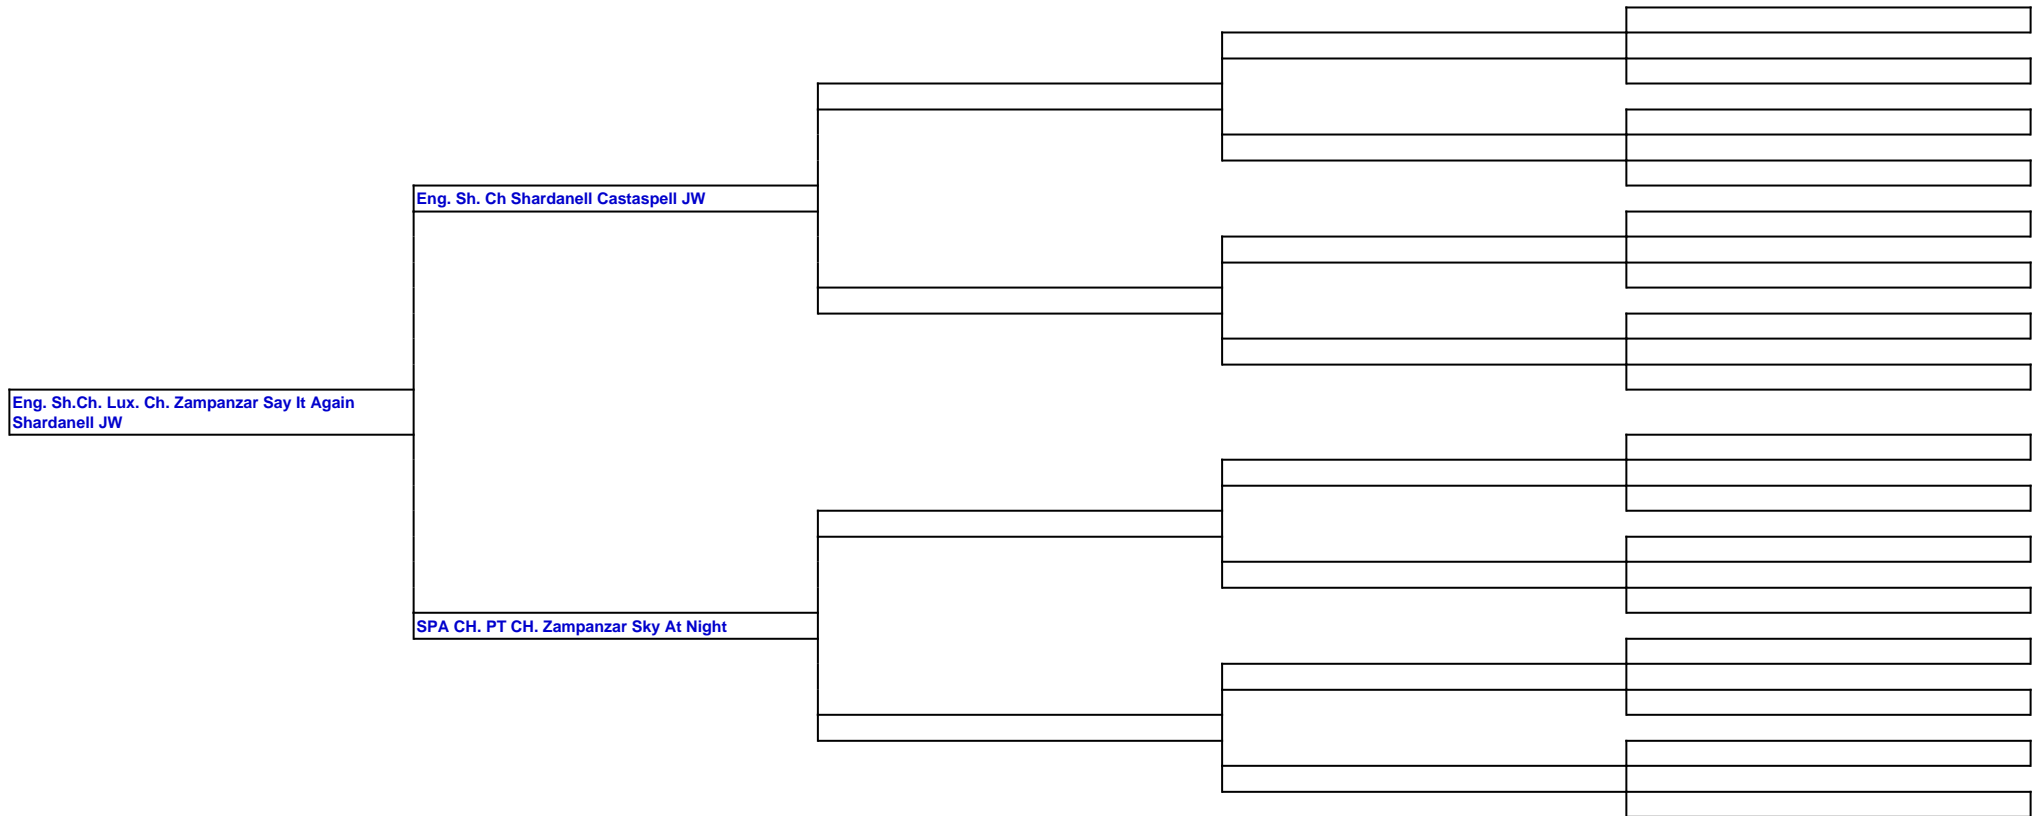 Eng. Sh. Ch Shardanell Castaspell JW
Eng. Sh.Ch. Lux. Ch. Zampanzar Say It Again
Shardanell JW
SPA CH. PT CH. Zampanzar Sky At Night